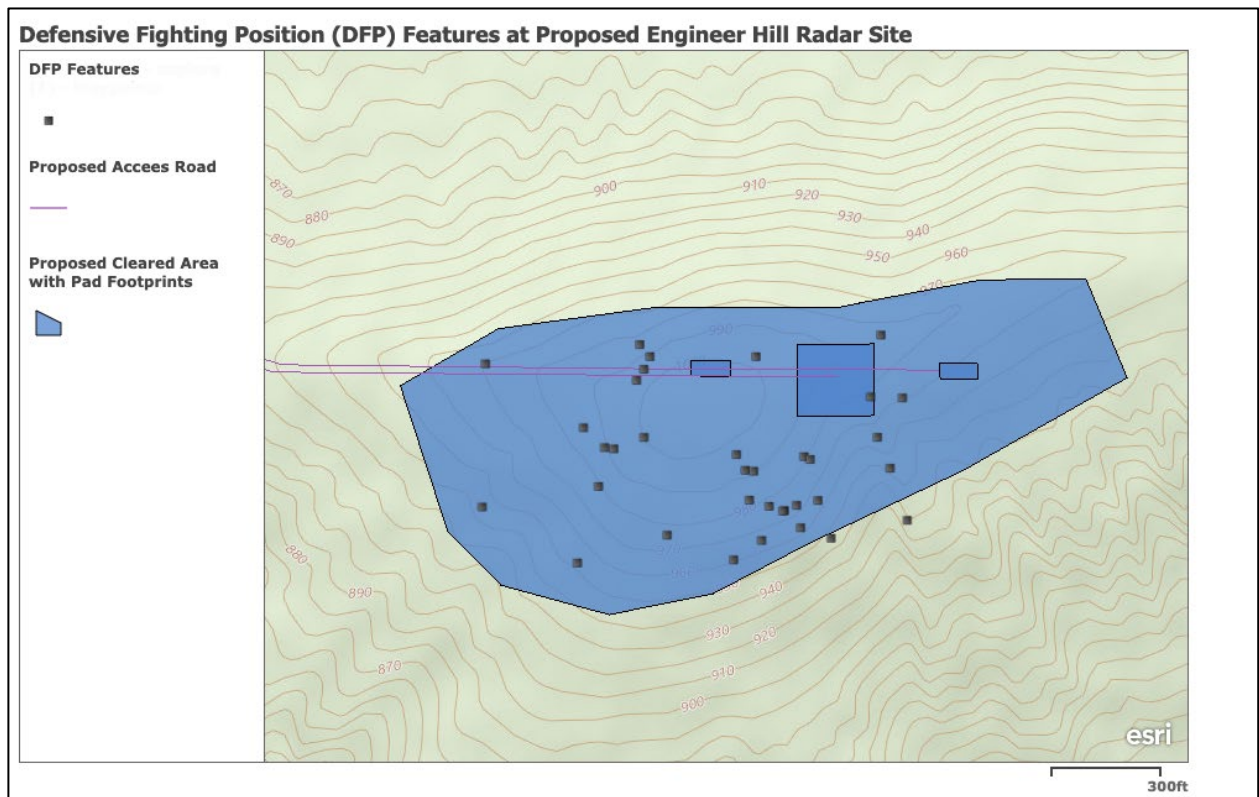 Defensive Fighting Position (DFP) Features at Proposed Engineer Hill Radar Site
DFP Features
Proposed Accees Road
Proposed Cleared Area
with Pad Footprints
870
880
890
900
910
920
930
940
950
960
970
990
880
890
870
940
930
920
910
900
esri
300ft